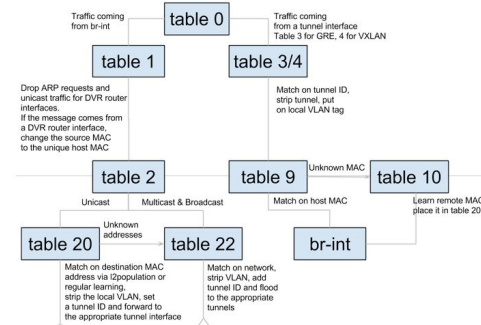 table 0
Traffic coming
from br-int
Traffic coming
from a tunnel interface
Table 3 for GRE, 4 for VXLAN
table 1
table 3/4
Drop ARP requests and
unicast traffic for DVR router
interfaces.
If the message comes from
a DVR router interface,
change the source MAC
to the unique host MAC
Match on tunnel ID,
strip tunnel, put
on local VLAN tag
table 2
table 9
Unknown MAC
table 10
Unicast
Multicast & Broadcast
Match on host MAC
Learn remote MAC
place it in table 20
Unknown
addresses
table 20
table 22
br-int
Match on destination MAC
address via l2population or
regular learning,
strip the local VLAN, set
a tunnel ID and forward to
the appropriate tunnel interface
Match on network,
strip VLAN, add
tunnel ID and flood
to the appropriate
tunnels